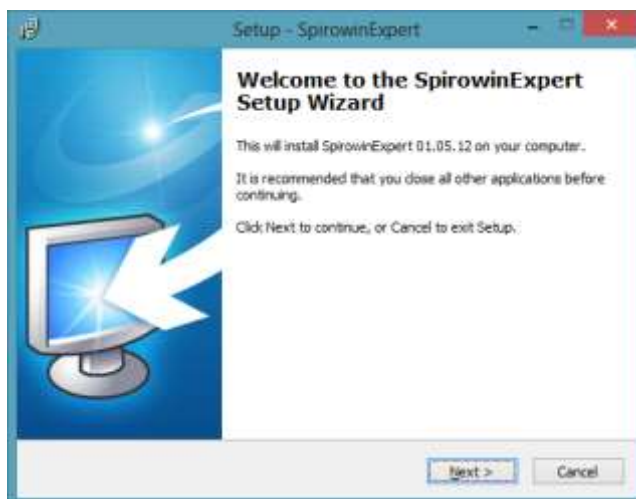 Setup - SpirowinExpert
Welcome to the SpirowinExpert
Setup Wizard
This will install SpirowinExpert 01.05.12 on your computer.
It is recommended that you close all other applications before
continuing.
Click Next to continue, or Cancel to exit Setup.
Next >
Cancel